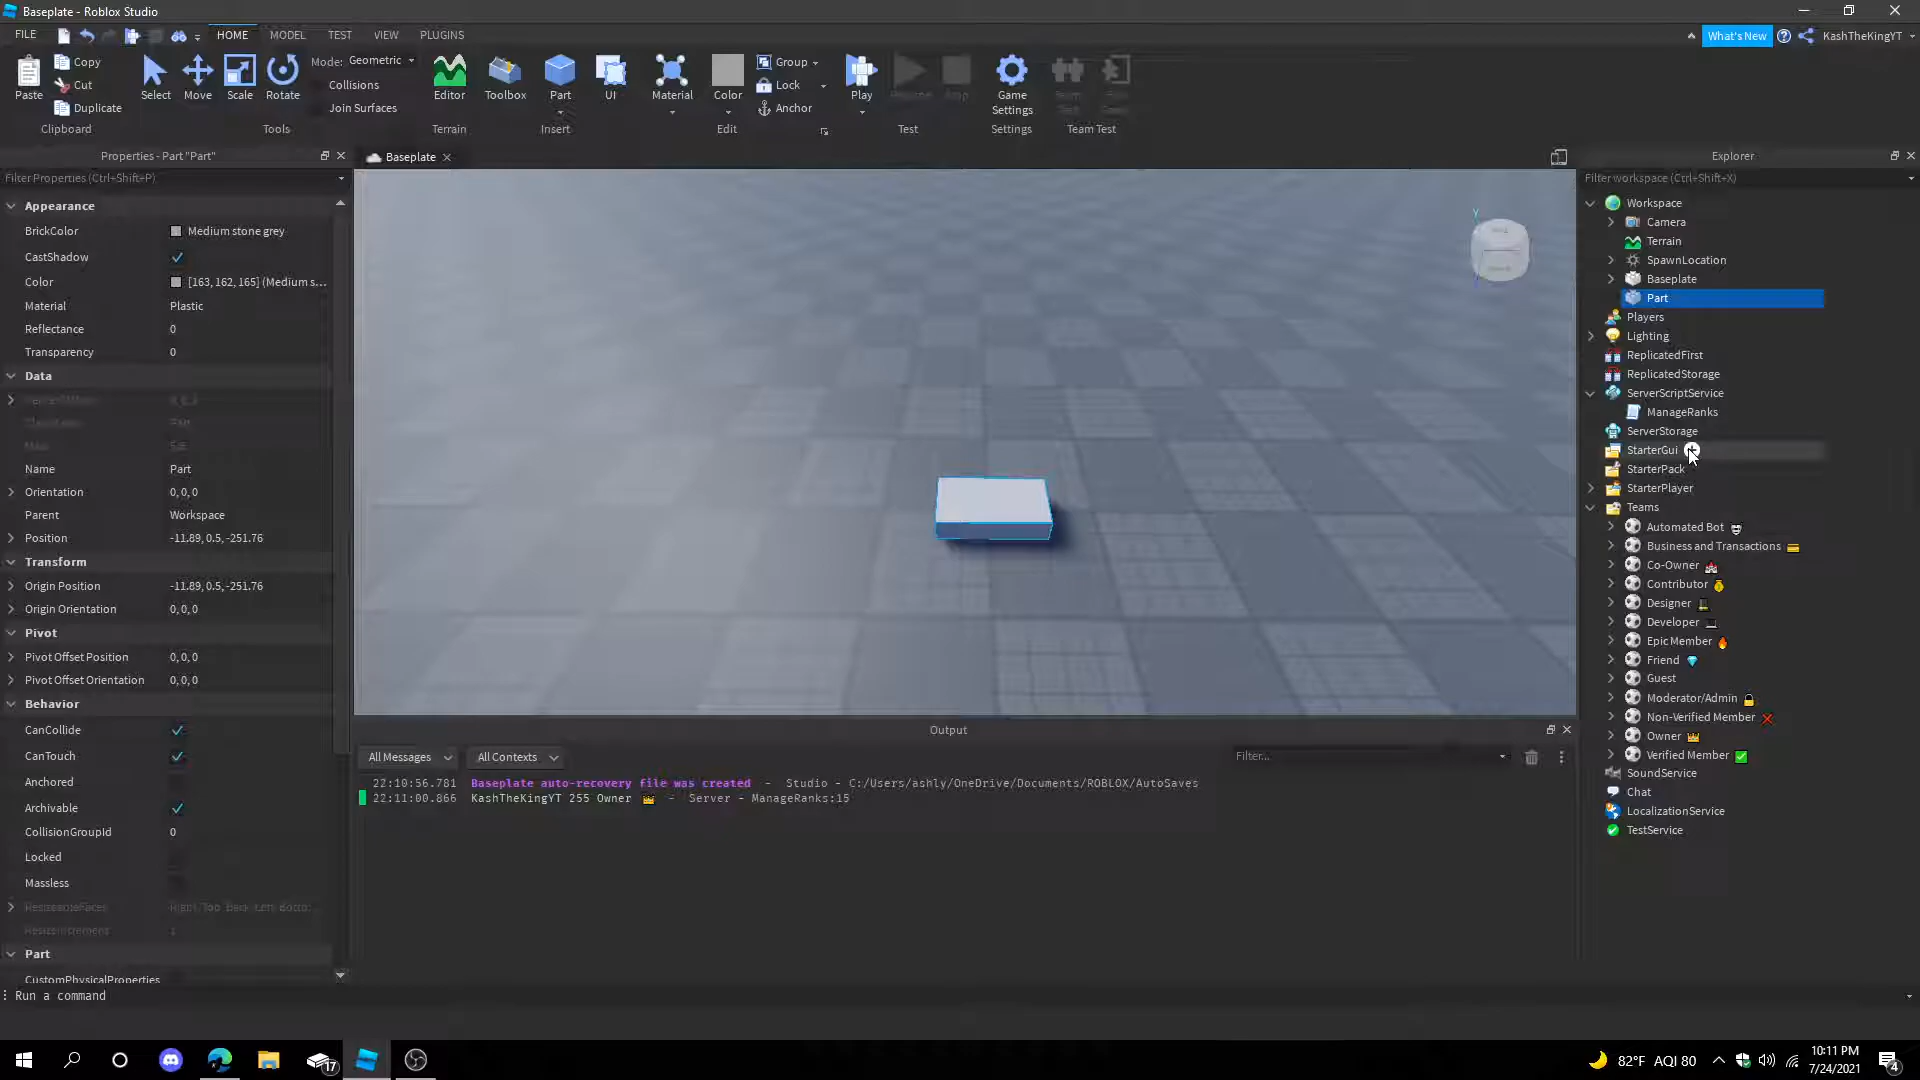 Baseplate - Roblox Studio
FILE HOME MODEL TEST VIEW PLUGINS What's New KashTheKingYT
Paste Copy Cut Duplicate Select Move Scale Rotate Mode: Geometric Collisions Join Surfaces Editor Toolbox Part UI Material Color Group Lock Anchor Play Game Settings
Clipboard Tools Terrain Insert Edit Test Settings Team Test
Properties - Part "Part"
Filter Properties (Ctrl+Shift+P)
Appearance
BrickColor Medium stone grey
CastShadow
Color [163, 162, 165] (Medium s...
Material Plastic
Reflectance 0
Transparency 0
Data
Name Part
Orientation 0, 0, 0
Parent Workspace
Position -11.89, 0.5, -251.76
Transform
Origin Position -11.89, 0.5, -251.76
Origin Orientation 0, 0, 0
Pivot
Pivot Offset Position 0, 0, 0
Pivot Offset Orientation 0, 0, 0
Behavior
CanCollide
CanTouch
Anchored
Archivable
CollisionGroupId 0
Locked
Massless
Part
CustomPhysicalProperties
Run a command
Baseplate
Y
Output
All Messages All Contexts Filter...
22:10:56.781 Baseplate auto-recovery file was created - Studio - C:/Users/ashly/OneDrive/Documents/ROBLOX/AutoSaves
22:11:00.866 KashTheKingYT 255 Owner 👑 - Server - ManageRanks:15
Explorer
Filter workspace (Ctrl+Shift+X)
Workspace
Camera
Terrain
SpawnLocation
Baseplate
Part
Players
Lighting
ReplicatedFirst
ReplicatedStorage
ServerScriptService
ManageRanks
ServerStorage
StarterGui
StarterPack
StarterPlayer
Teams
Automated Bot
Business and Transactions 💳
Co-Owner
Contributor 💰
Designer
Developer 💻
Epic Member 🔥
Friend 💎
Guest
Moderator/Admin 🔒
Non-Verified Member ❌
Owner 👑
Verified Member ✅
SoundService
Chat
LocalizationService
TestService
17
82°F AQI 80
10:11 PM
7/24/2021
4